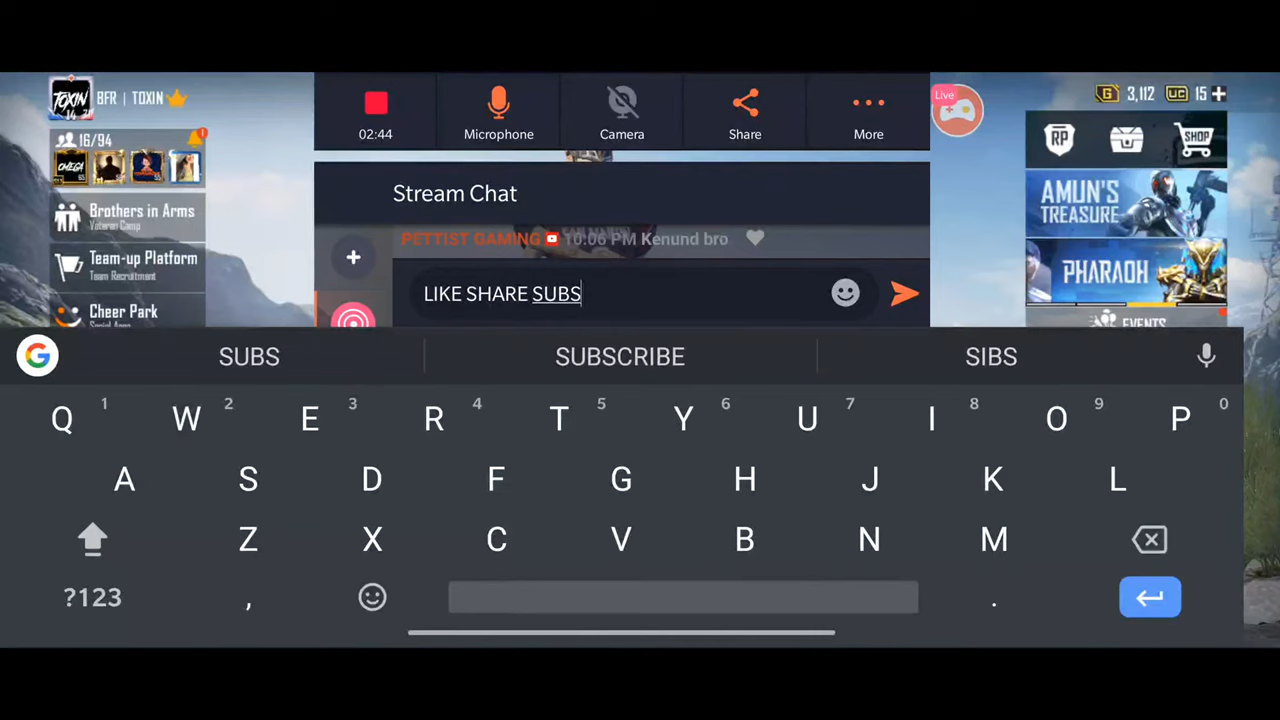 TOXIN
BFR | TOXIN
16/94
1
OMEGA
Brothers in Arms
Veteran Camp
Team-up Platform
Team Recruitment
Cheer Park
02:44
Microphone
Camera
Share
More
Live
G 3,112 UC 15 +
RP
SHOP
AMUN'S
TREASURE
PHARAOH
EVENTS
Stream Chat
PETTIST GAMING 10:06 PM Kenund bro
LIKE SHARE SUBS
G SUBS SUBSCRIBE SIBS
Q 1 W 2 E 3 R 4 T 5 Y 6 U 7 I 8 O 9 P 0
A S D F G H J K L
Z X C V B N M
?123 , .